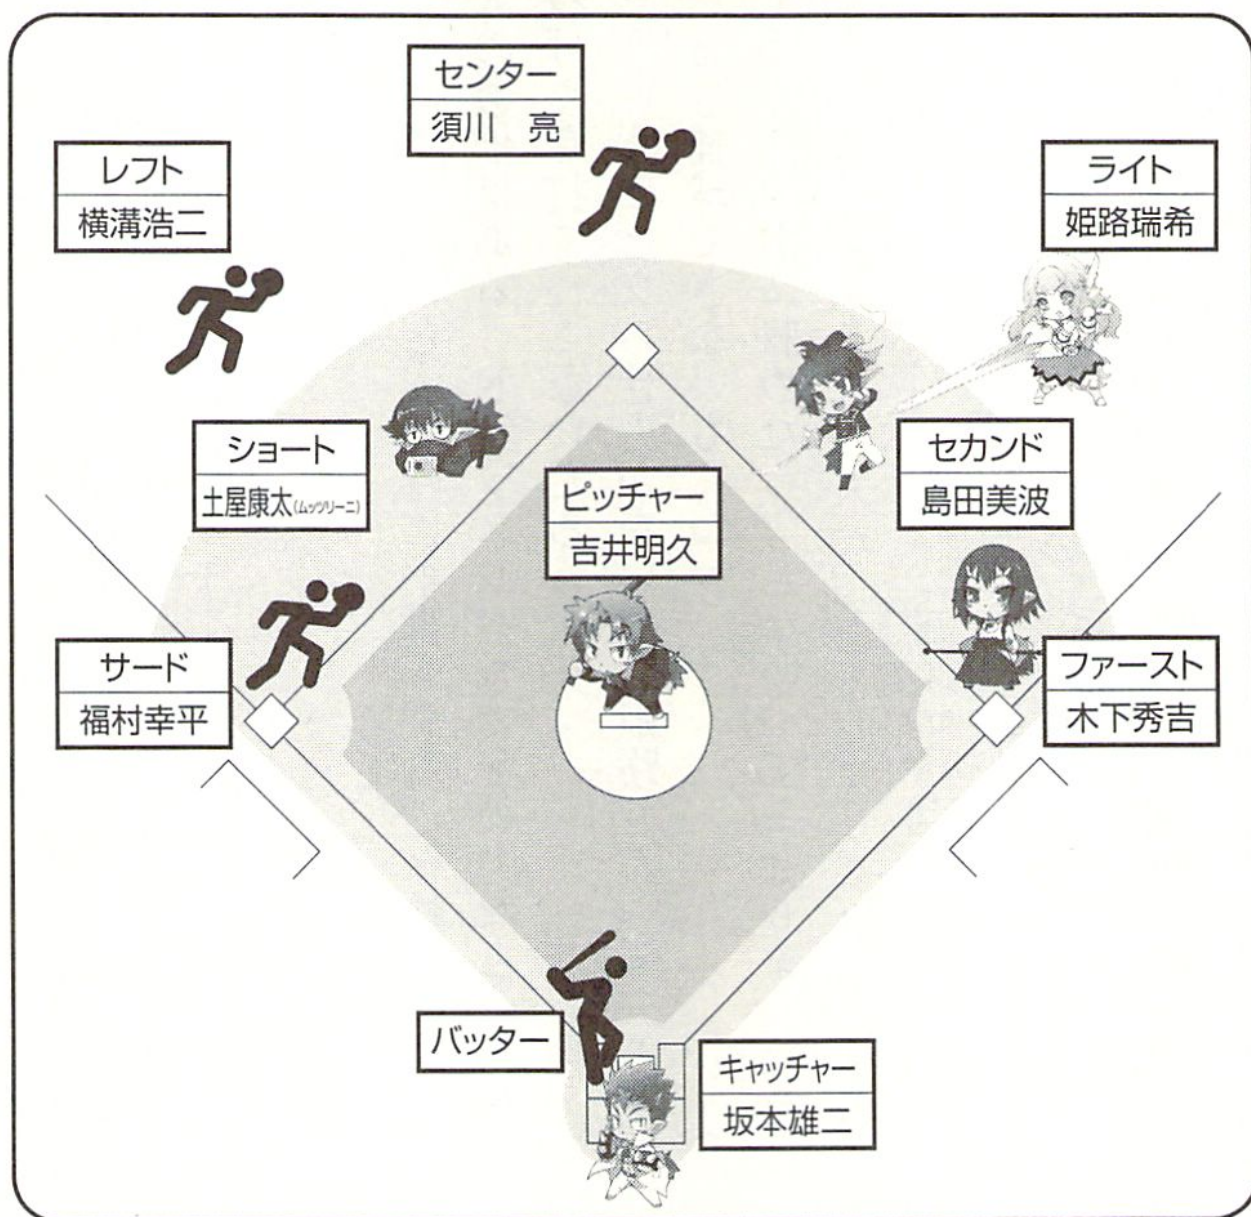 センター
須川　亮
レフト
横溝浩二
ライト
姫路瑞希
ショート
土屋康太(ムッツリーニ)
ピッチャー
吉井明久
セカンド
島田美波
サード
福村幸平
ファースト
木下秀吉
バッター
キャッチャー
坂本雄二